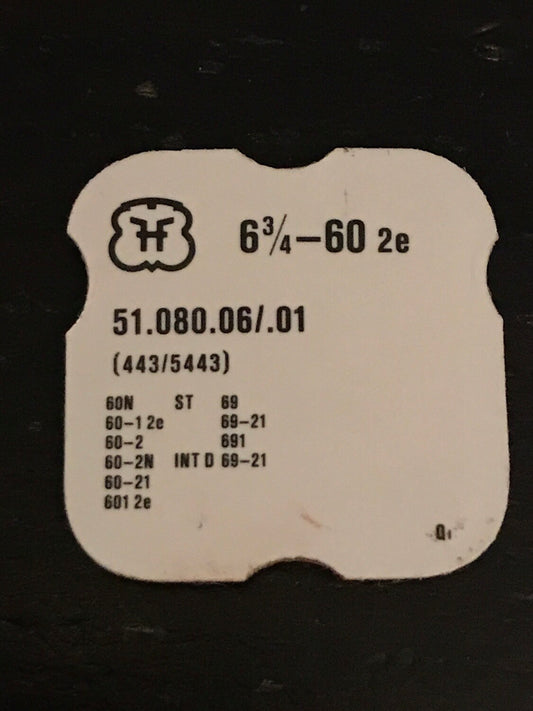 6¾–60 2e
51.080.06/.01
(443/5443)
60N ST 69
60–1 2e 69–21
60–2 691
60–2N INT D 69–21
60–21
601 2e